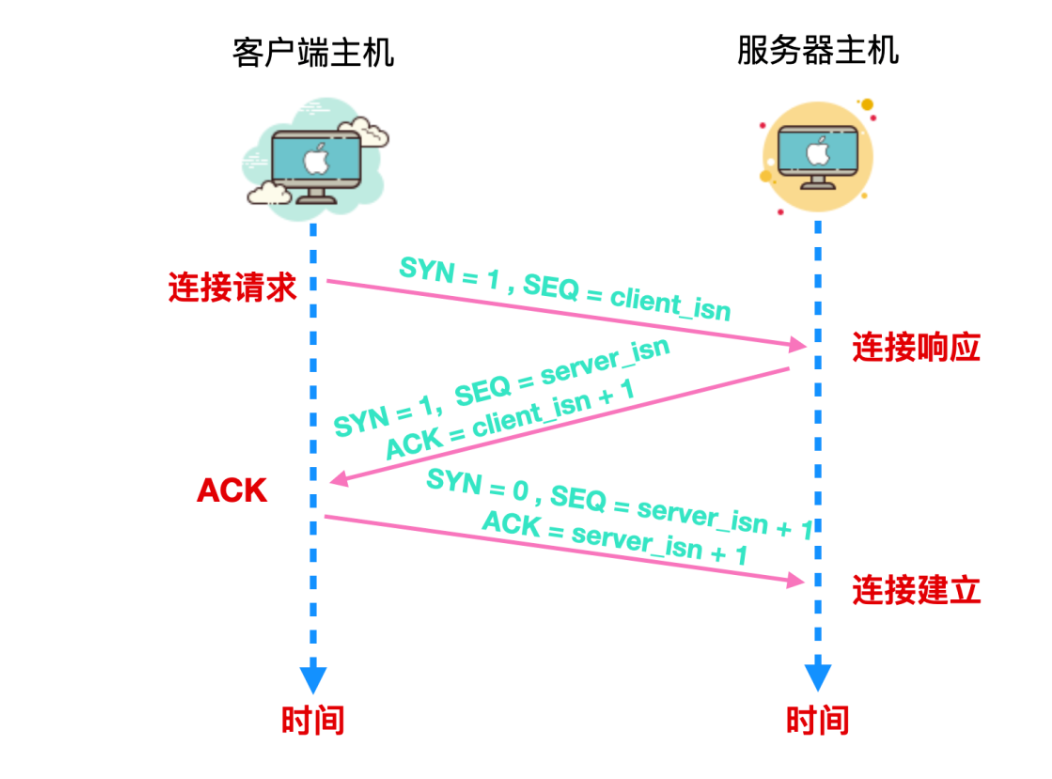 客户端主机
服务器主机
SYN = 1 , SEQ = client_isn
连接请求
连接响应
SYN = 1,  SEQ = server_isn
ACK = client_isn + 1
ACK
SYN = 0 , SEQ = server_isn + 1
ACK = server_isn + 1
连接建立
时间
时间